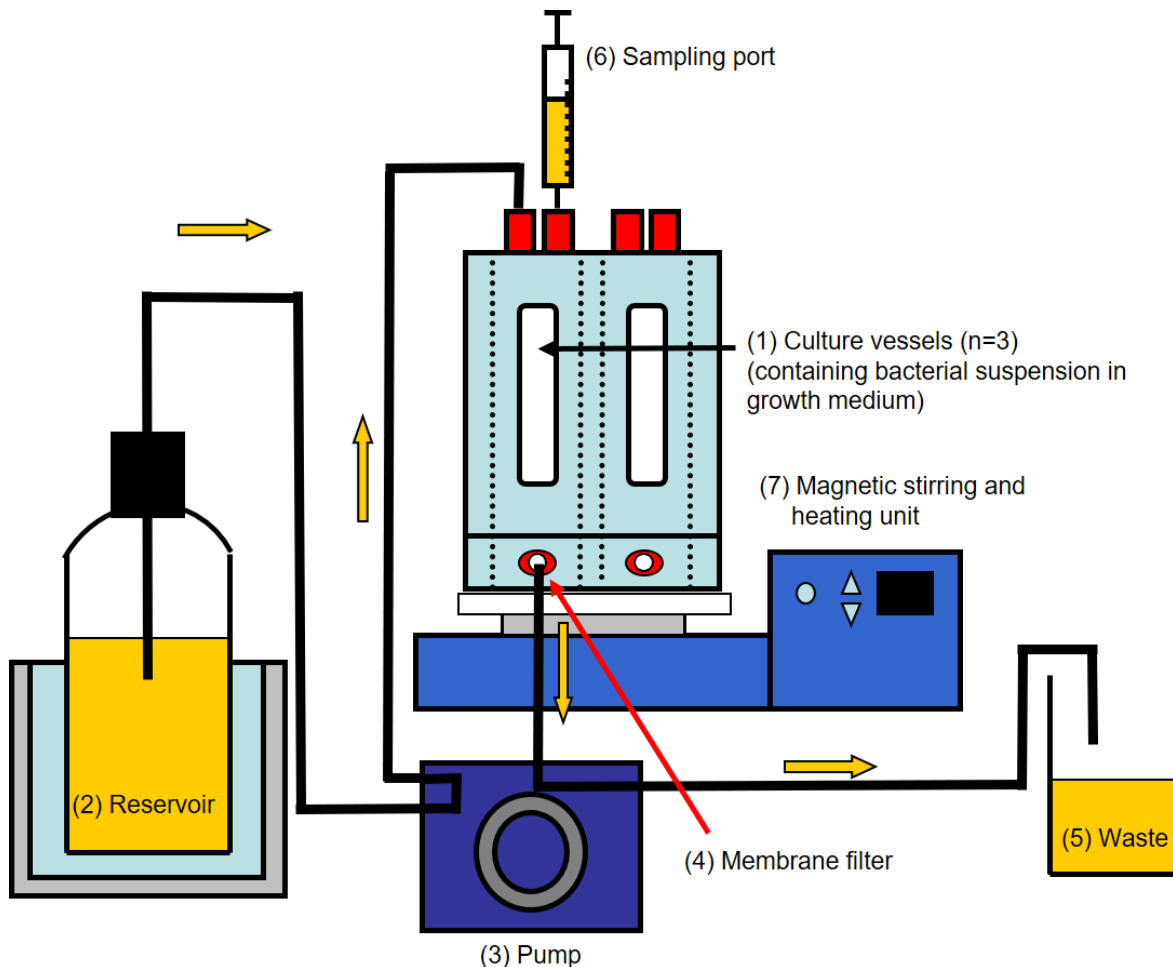 (6) Sampling port
(1) Culture vessels (n=3)
(containing bacterial suspension in
growth medium)
(7) Magnetic stirring and
heating unit
(2) Reservoir
(5) Waste
(4) Membrane filter
(3) Pump